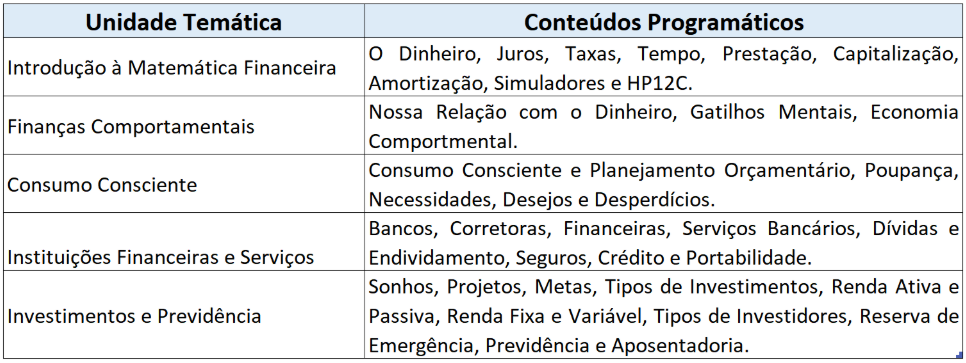 Unidade Temática
Conteúdos Programáticos
Introdução à Matemática Financeira
O Dinheiro, Juros, Taxas, Tempo, Prestação, Capitalização,
Amortização, Simuladores e HP12C.
Finanças Comportamentais
Nossa Relação com o Dinheiro, Gatilhos Mentais, Economia
Comportmental.
Consumo Consciente
Consumo Consciente e Planejamento Orçamentário, Poupança,
Necessidades, Desejos e Desperdícios.
Instituições Financeiras e Serviços
Bancos, Corretoras, Financeiras, Serviços Bancários, Dívidas e
Endividamento, Seguros, Crédito e Portabilidade.
Investimentos e Previdência
Sonhos, Projetos, Metas, Tipos de Investimentos, Renda Ativa e
Passiva, Renda Fixa e Variável, Tipos de Investidores, Reserva de
Emergência, Previdência e Aposentadoria.